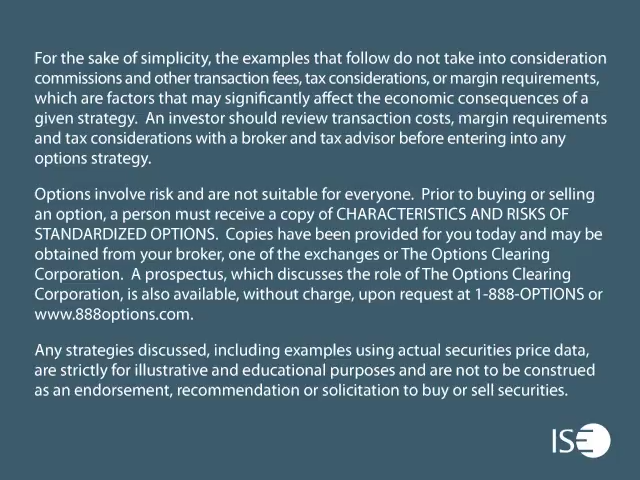 For the sake of simplicity, the examples that follow do not take into consideration
commissions and other transaction fees, tax considerations, or margin requirements,
which are factors that may significantly affect the economic consequences of a
given strategy.  An investor should review transaction costs, margin requirements
and tax considerations with a broker and tax advisor before entering into any
options strategy.
Options involve risk and are not suitable for everyone.  Prior to buying or selling
an option, a person must receive a copy of CHARACTERISTICS AND RISKS OF
STANDARDIZED OPTIONS.  Copies have been provided for you today and may be
obtained from your broker, one of the exchanges or The Options Clearing
Corporation.  A prospectus, which discusses the role of The Options Clearing
Corporation, is also available, without charge, upon request at 1-888-OPTIONS or
www.888options.com.
Any strategies discussed, including examples using actual securities price data,
are strictly for illustrative and educational purposes and are not to be construed
as an endorsement, recommendation or solicitation to buy or sell securities.
ISE